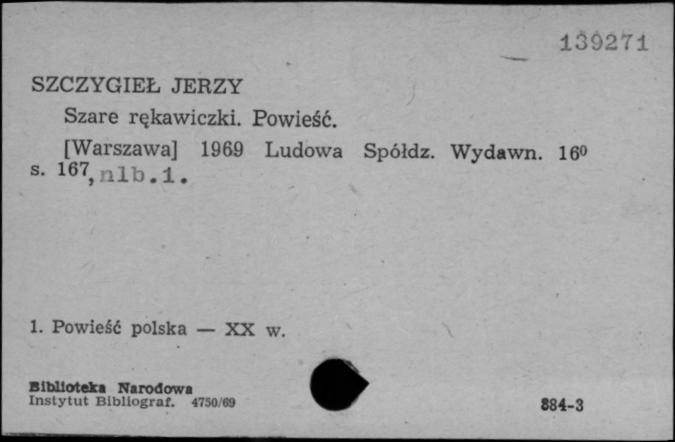 139271
SZCZYGIEŁ JERZY
Szare rękawiczki. Powieść.
[Warszawa] 1969 Ludowa Spółdz. Wydawn. 16⁰
s. 167, nlb.1.
1. Powieść polska — XX w.
Biblioteka Narodowa
Instytut Bibliograf. 4750/69
884-3